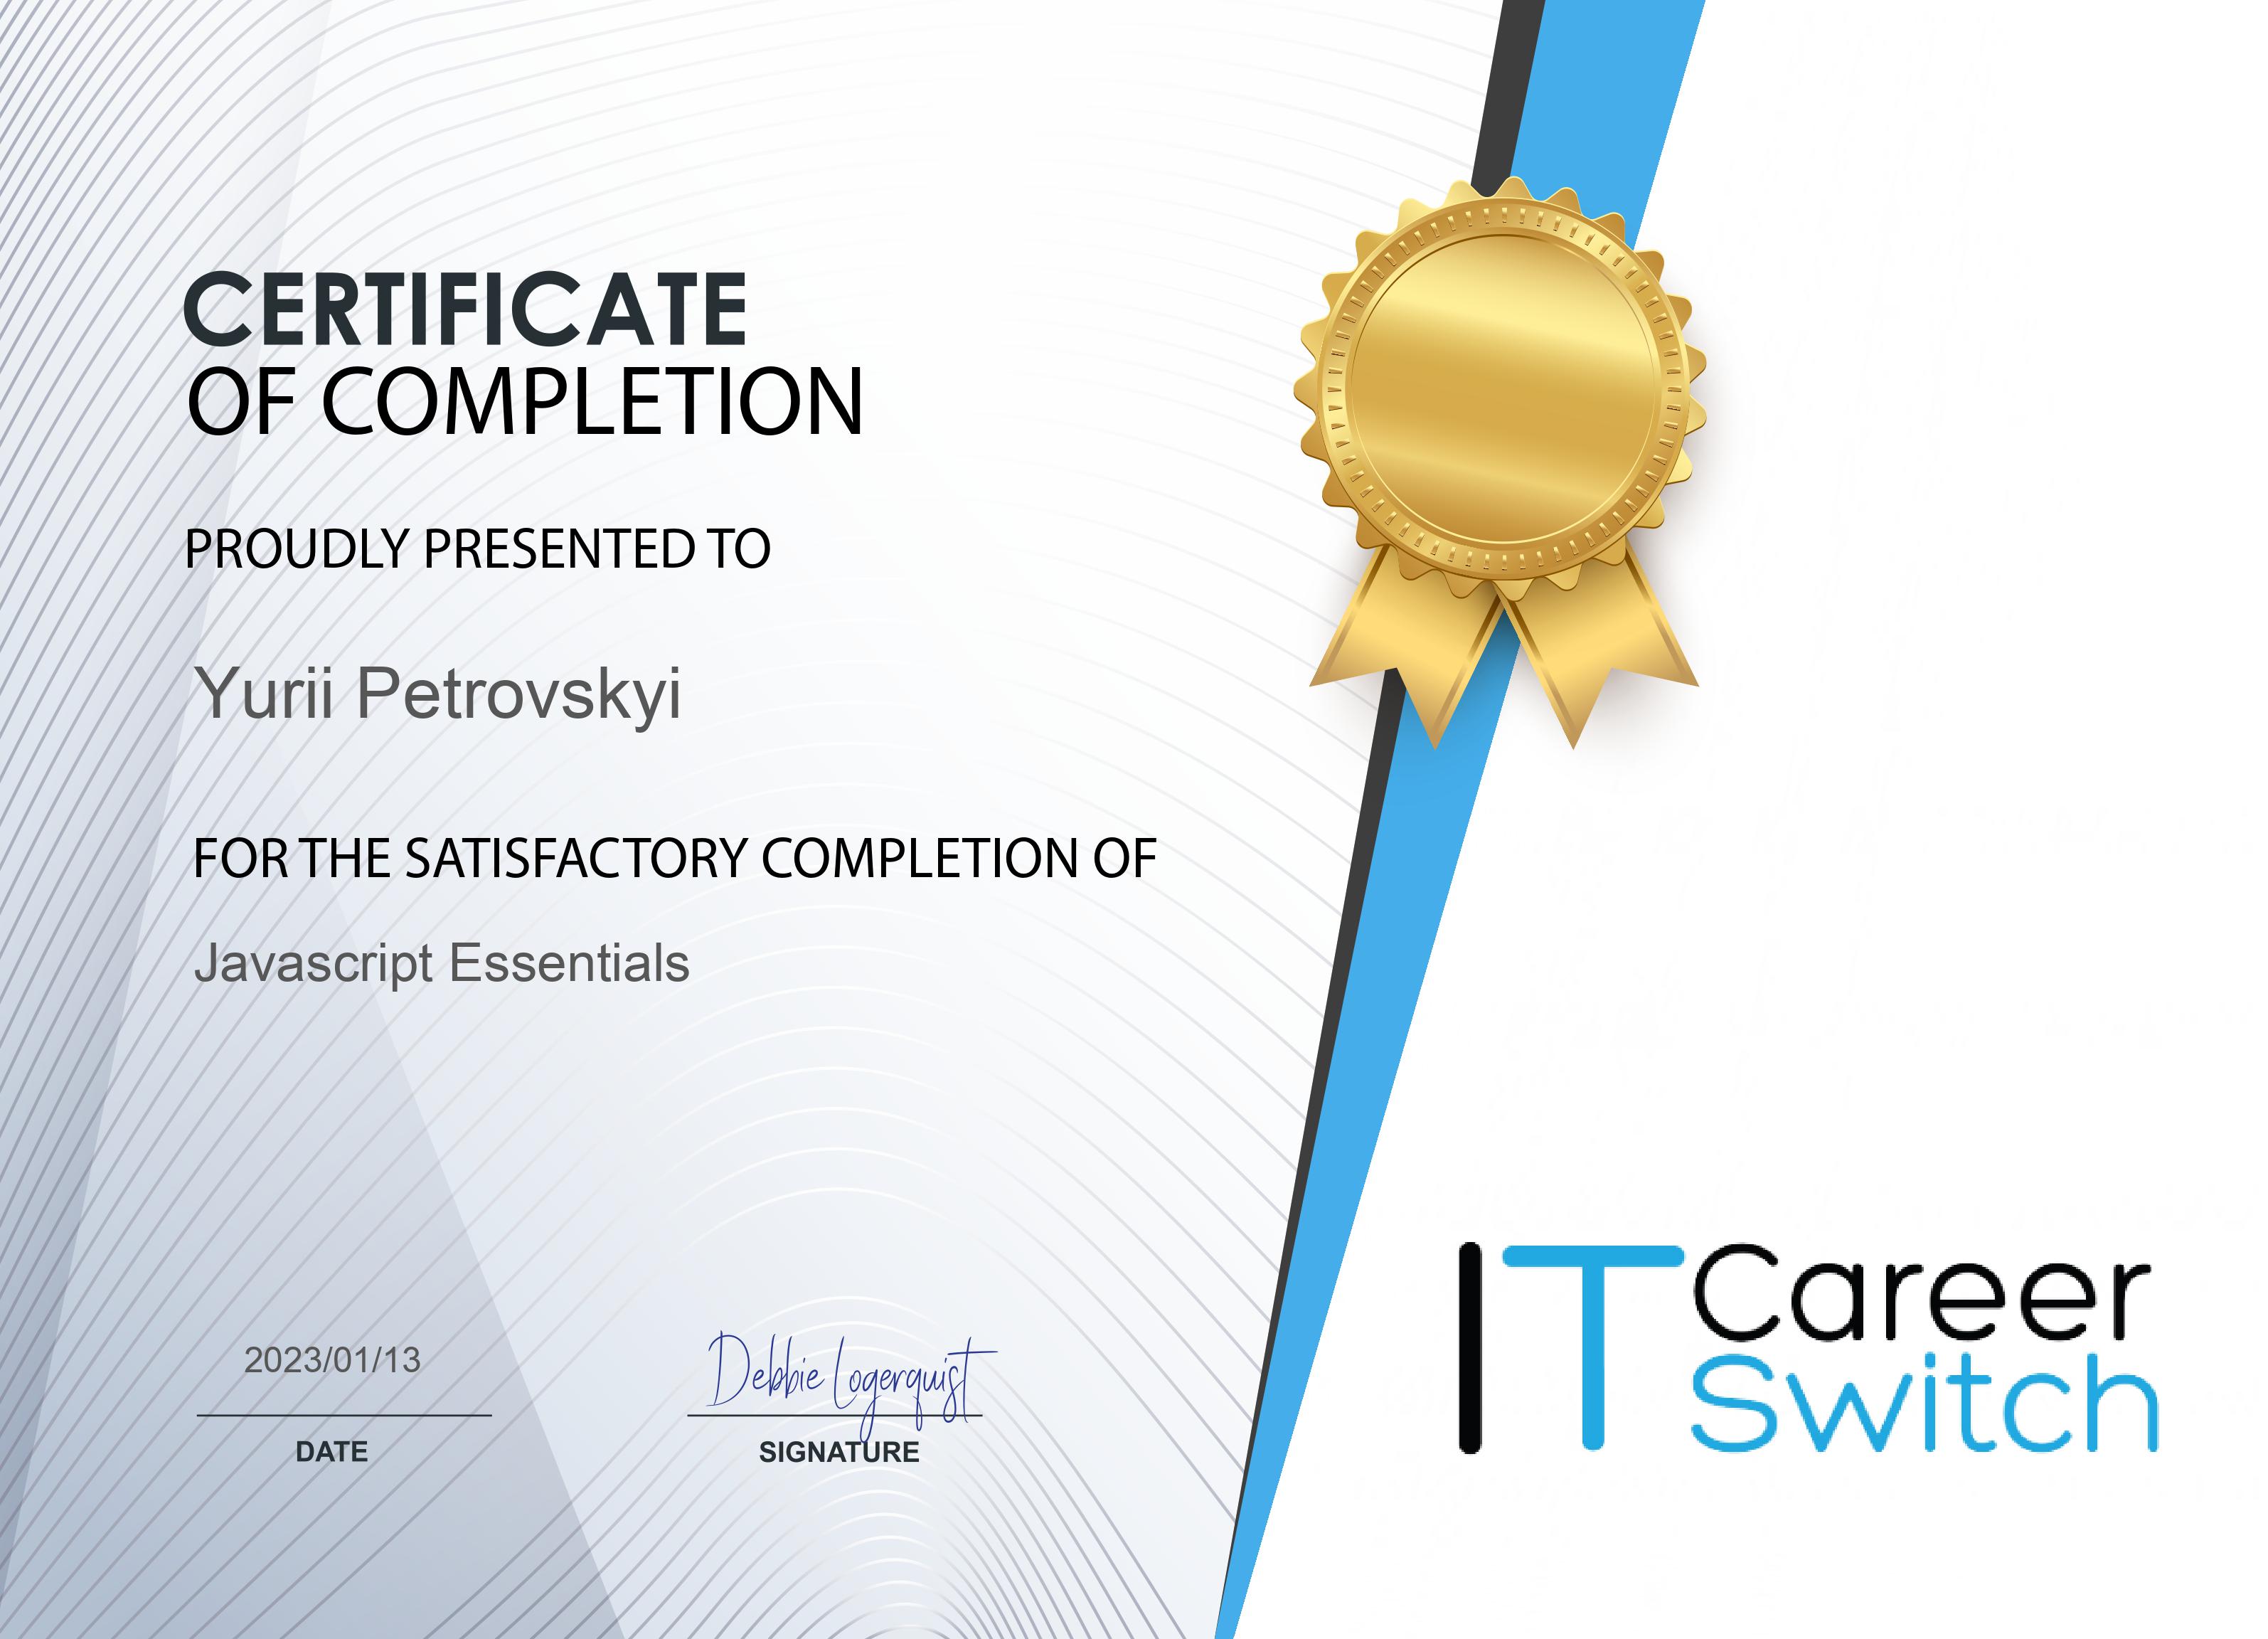 CERTIFICATE
OF COMPLETION
PROUDLY PRESENTED TO
Yurii Petrovskyi
FOR THE SATISFACTORY COMPLETION OF
Javascript Essentials
2023/01/13
DATE
Debbie Logerquist
SIGNATURE
IT Career
Switch